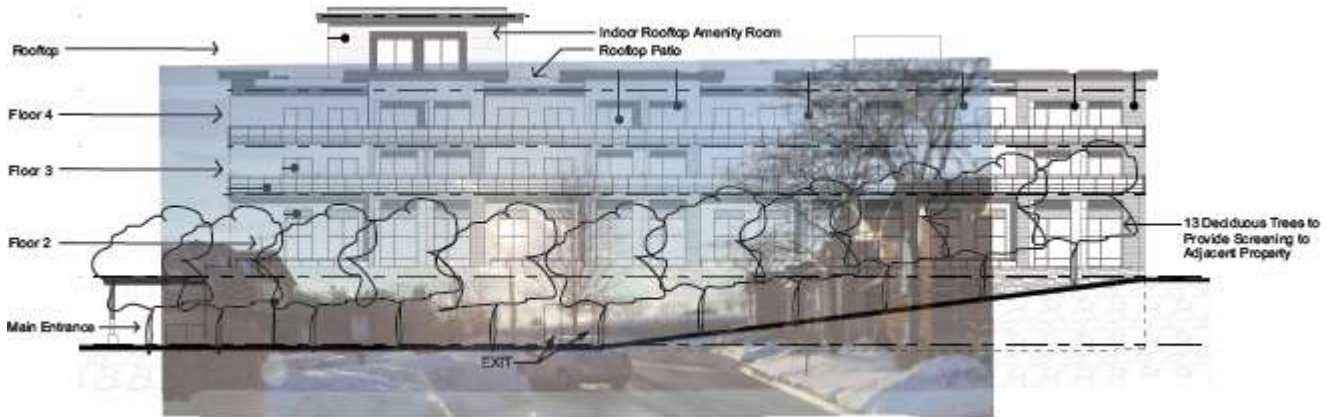 Rooftop
Indoor Rooftop Amenity Room
Rooftop Patio
Floor 4
Floor 3
Floor 2
13 Deciduous Trees to
Provide Screening to
Adjacent Property
Main Entrance
EXIT